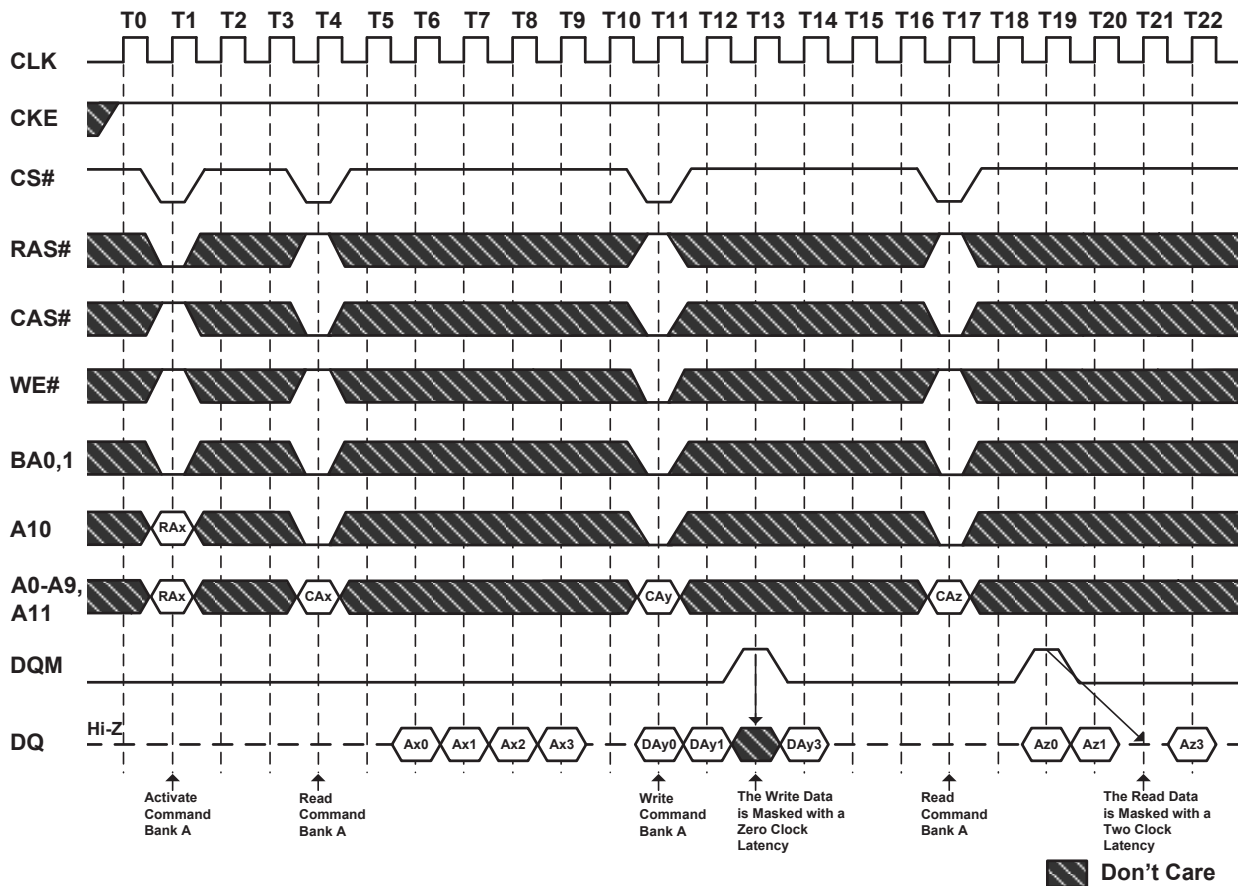 T0 T1 T2 T3 T4 T5 T6 T7 T8 T9 T10 T11 T12 T13 T14 T15 T16 T17 T18 T19 T20 T21 T22
CLK
CKE
CS#
RAS#
CAS#
WE#
BA0,1
A10
RAx
A0-A9,
A11
RAx CAx CAy CAz
DQM
Hi-Z
DQ
Ax0 Ax1 Ax2 Ax3 DAy0 DAy1 DAy3 Az0 Az1 Az3
Activate
Command
Bank A
Read
Command
Bank A
Write
Command
Bank A
The Write Data
is Masked with a
Zero Clock
Latency
Read
Command
Bank A
The Read Data
is Masked with a
Two Clock
Latency
Don't Care